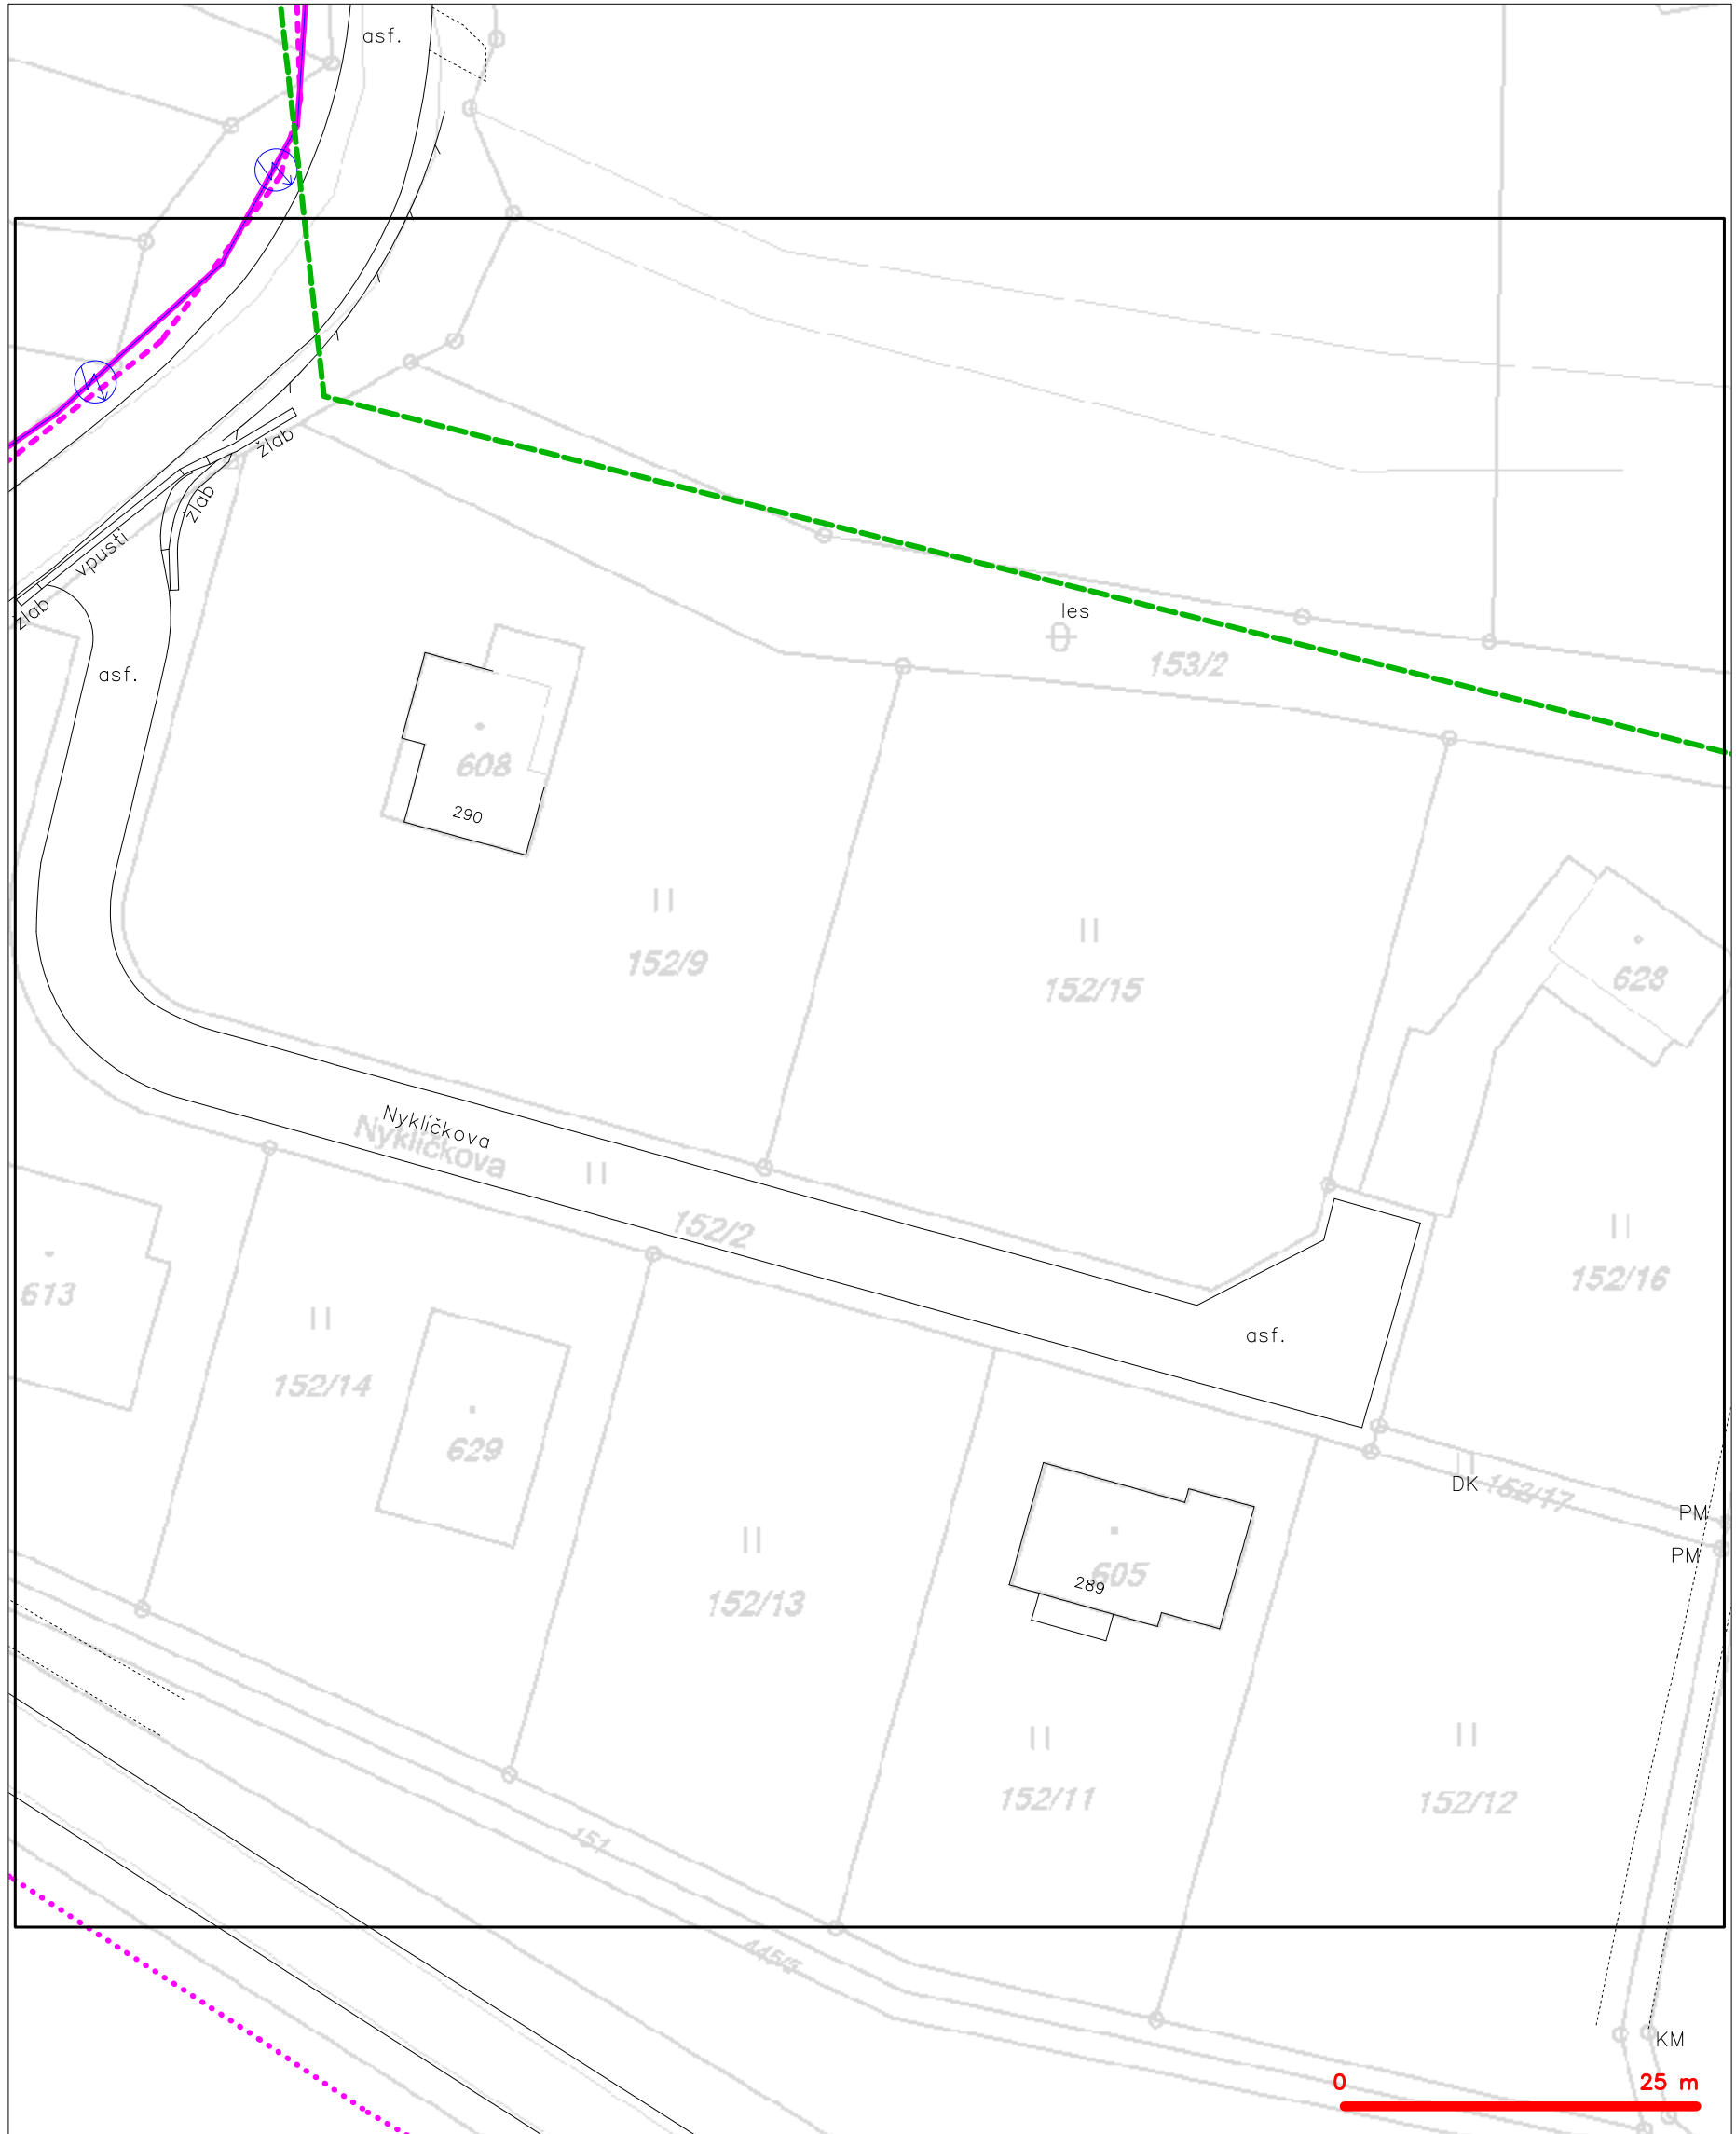 asf.
žlab
žlab
vpusti
žlab
les
153/2
asf.
608
290
152/9
152/15
628
Nyklíčkova
Nyklíčkova
152/2
152/16
613
asf.
152/14
629
DK
152/17
PM
PM
605
289
152/13
152/11
152/12
151
445/5
KM
0 25 m